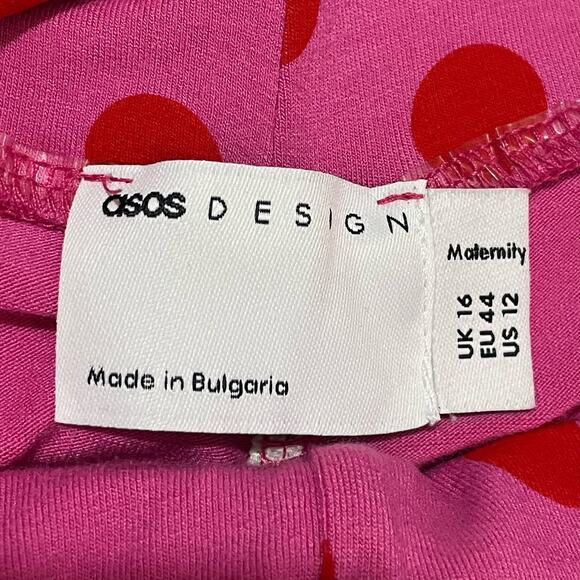 asos DESIGN
Made in Bulgaria
Maternity
UK 16
EU 44
US 12